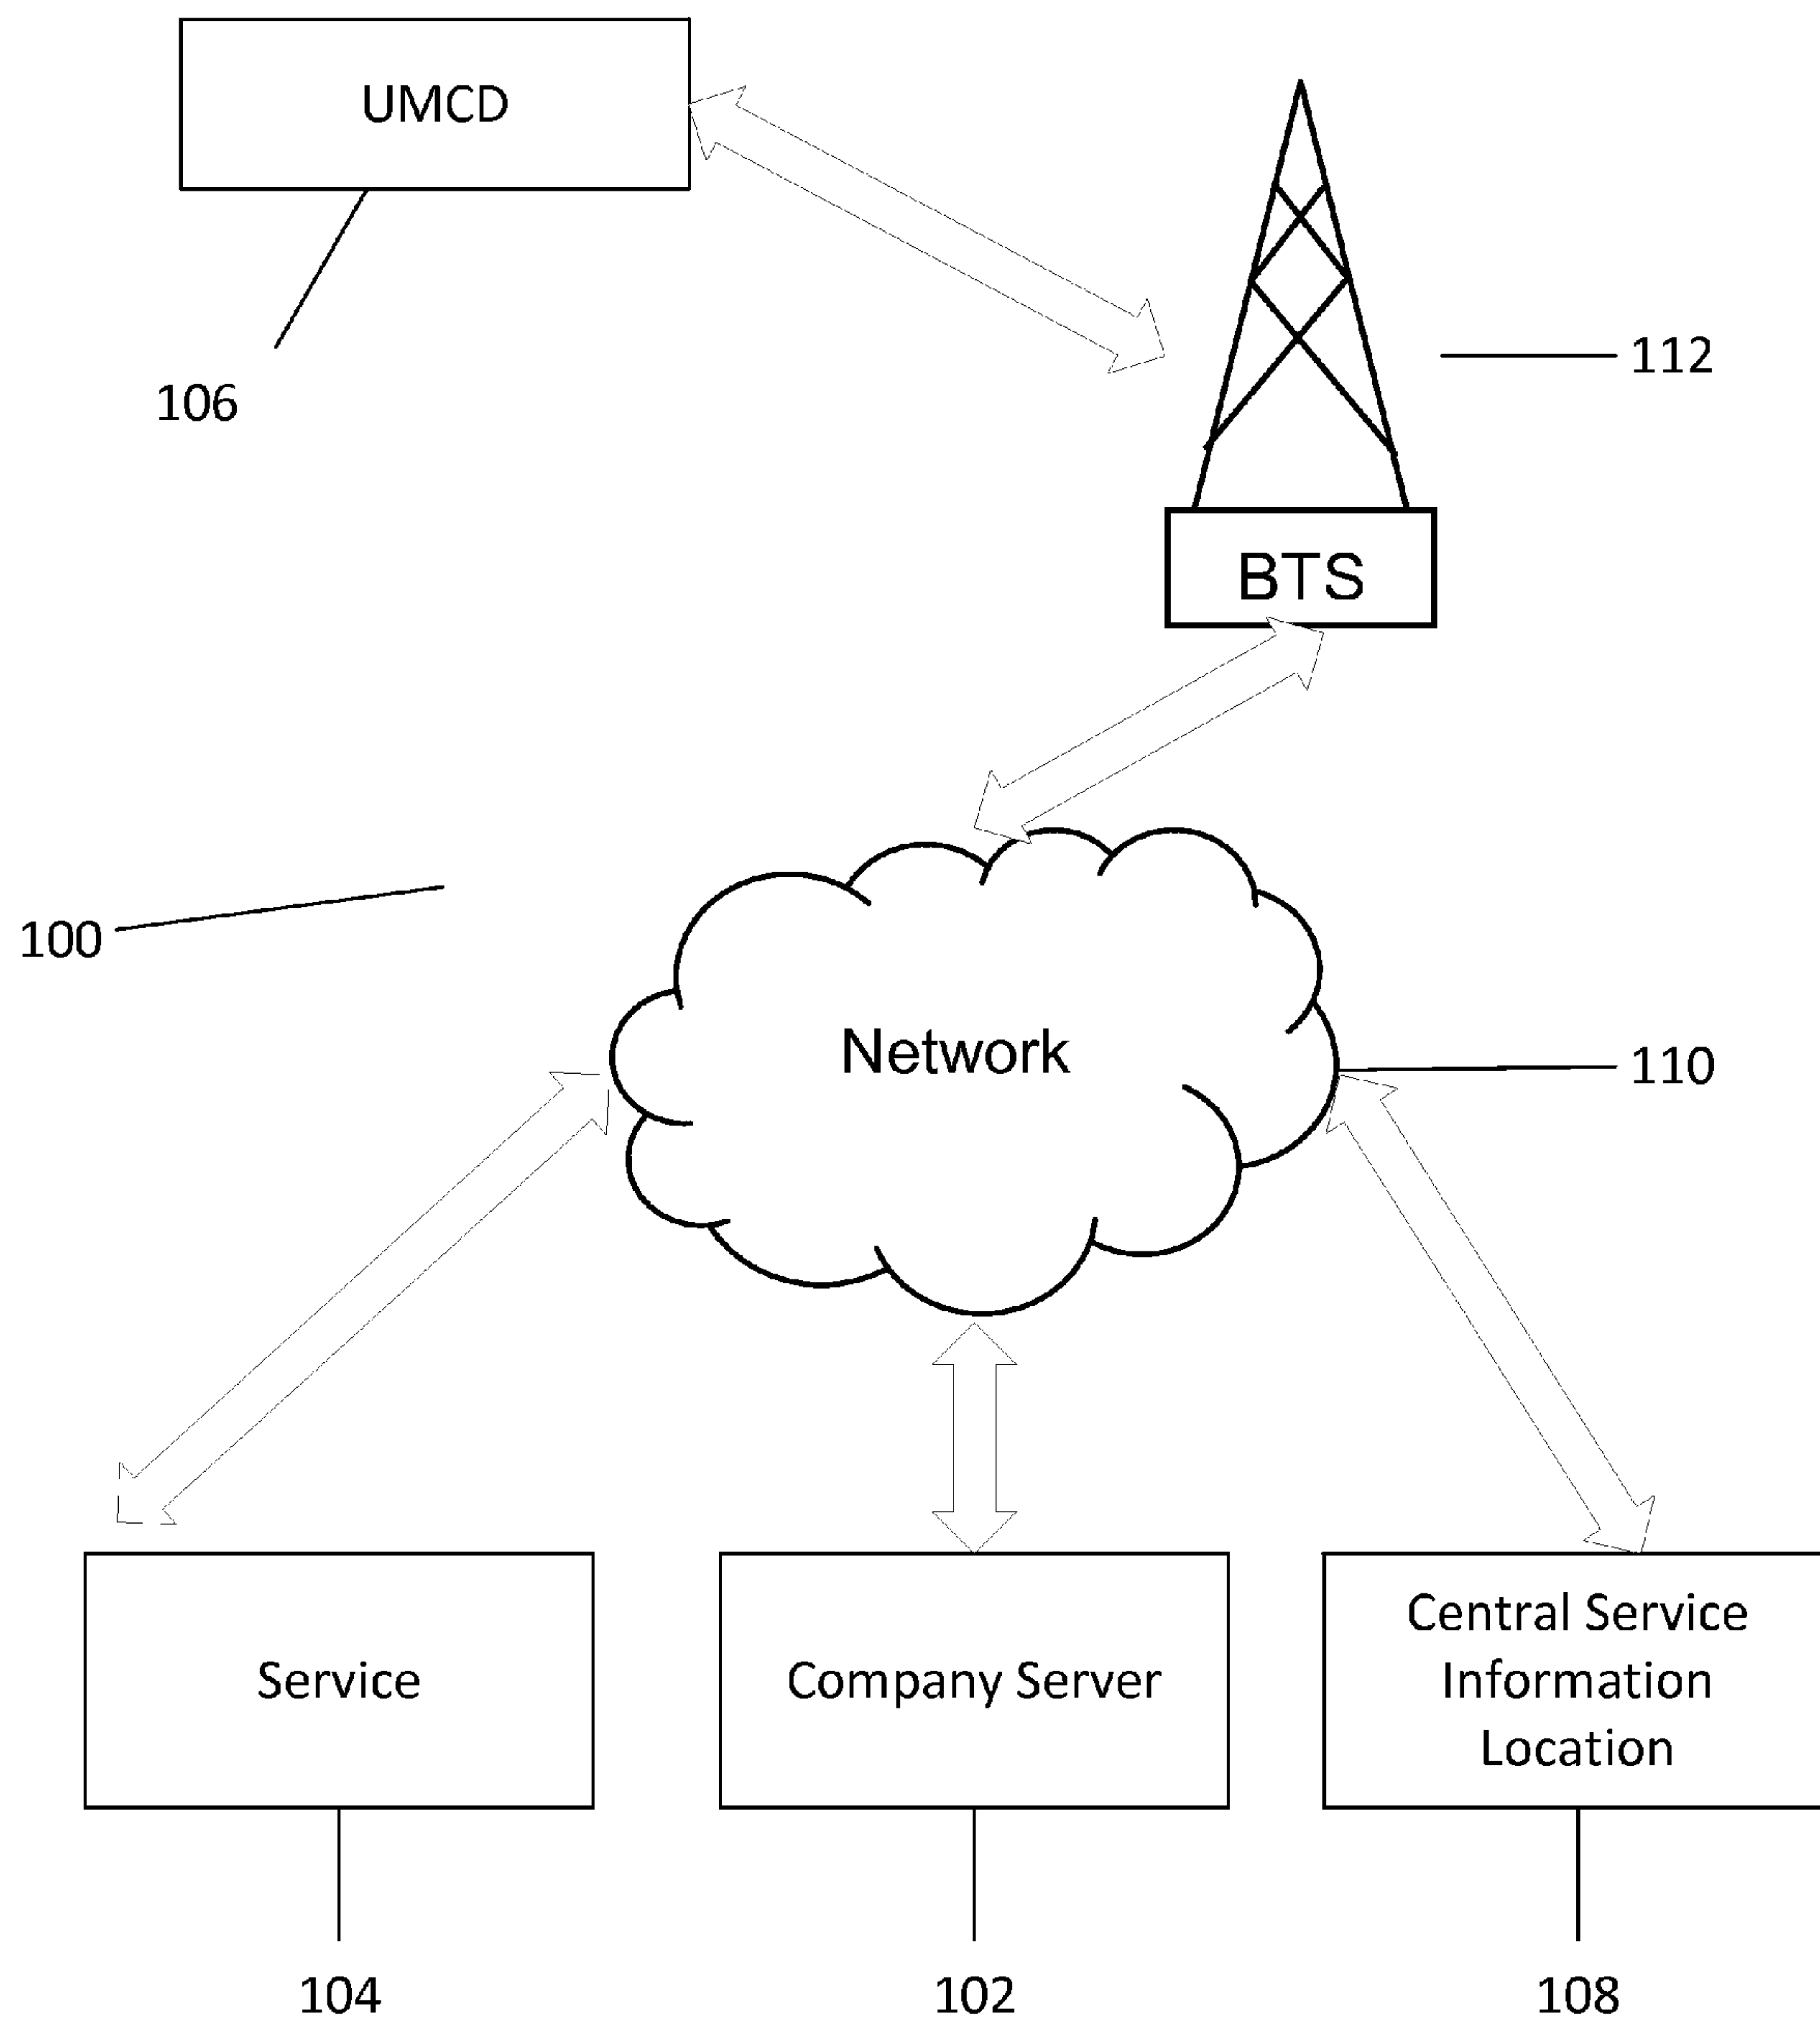 UMCD
106
112
BTS
100
Network
110
Service
Company Server
Central Service
Information
Location
104
102
108